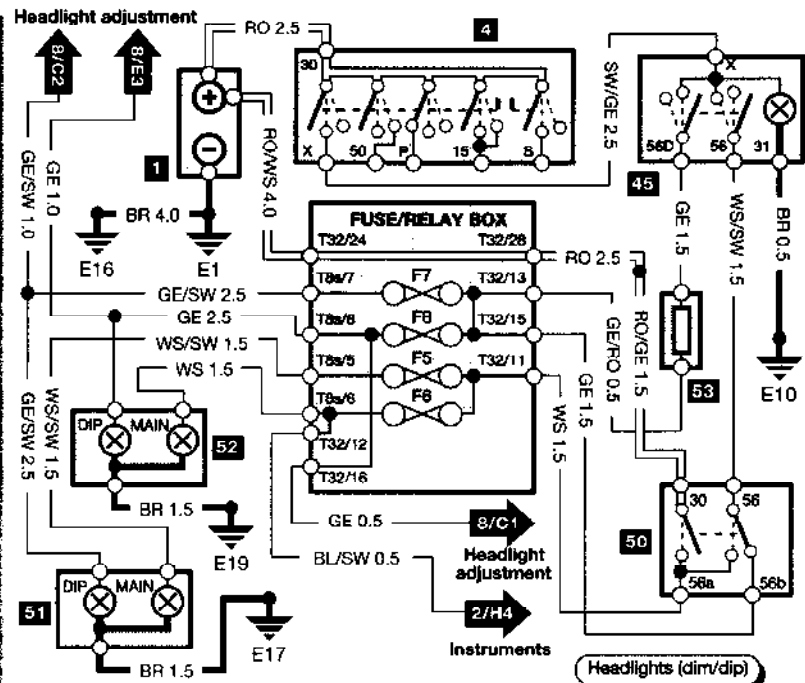 Headlight adjustment
8/C2
8/E3
RO 2.5
4
30
X
50
P
15
S
SW/GE 2.5
X
56D
56
31
45
1
GE/SW 1.0
GE 1.0
RO/WS 4.0
BR 4.0
E16
E1
GE 1.5
WS/SW 1.5
BR 0.5
E10
FUSE/RELAY BOX
T32/24
T32/28
RO 2.5
F7
T8a/7
T32/13
GE/SW 2.5
GE 2.5
F8
T8a/8
T32/15
WS/SW 1.5
F5
T8a/5
T32/11
WS 1.5
F6
T8a/6
T32/12
T32/16
GE/RO 0.5
RO/GE 1.5
53
GE 1.5
WS 1.5
GE/SW 2.5
WS/SW 1.5
DIP
MAIN
52
BR 1.5
E19
GE 0.5
8/C1
Headlight
adjustment
BL/SW 0.5
2/H4
Instruments
30
56
50
56a
56b
DIP
MAIN
51
BR 1.5
E17
Headlights (dim/dip)